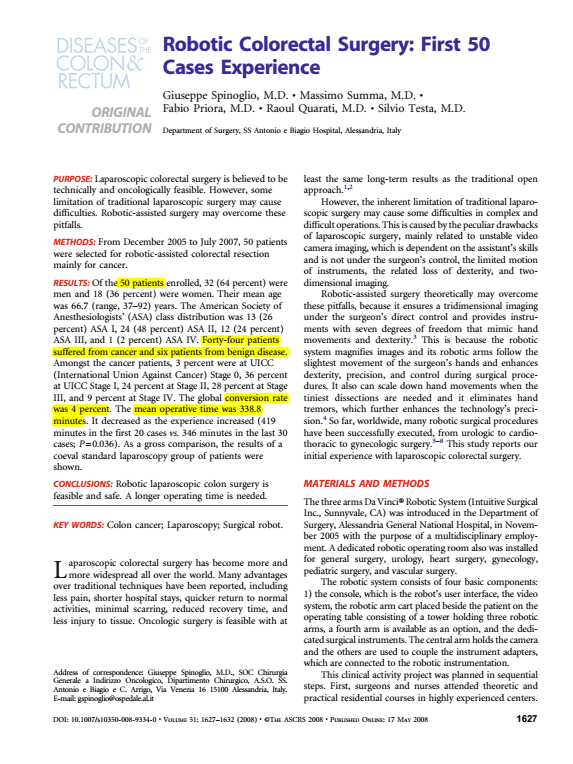 DISEASES OF THE
COLON &
RECTUM
ORIGINAL
CONTRIBUTION
Robotic Colorectal Surgery: First 50
Cases Experience
Giuseppe Spinoglio, M.D. • Massimo Summa, M.D. •
Fabio Priora, M.D. • Raoul Quarati, M.D. • Silvio Testa, M.D.
Department of Surgery, SS Antonio e Biagio Hospital, Alessandria, Italy
PURPOSE: Laparoscopic colorectal surgery is believed to be
technically and oncologically feasible. However, some
limitation of traditional laparoscopic surgery may cause
difficulties. Robotic-assisted surgery may overcome these
pitfalls.
METHODS: From December 2005 to July 2007, 50 patients
were selected for robotic-assisted colorectal resection
mainly for cancer.
RESULTS: Of the 50 patients enrolled, 32 (64 percent) were
men and 18 (36 percent) were women. Their mean age
was 66.7 (range, 37–92) years. The American Society of
Anesthesiologists' (ASA) class distribution was 13 (26
percent) ASA I, 24 (48 percent) ASA II, 12 (24 percent)
ASA III, and 1 (2 percent) ASA IV. Forty-four patients
suffered from cancer and six patients from benign disease.
Amongst the cancer patients, 3 percent were at UICC
(International Union Against Cancer) Stage 0, 36 percent
at UICC Stage I, 24 percent at Stage II, 28 percent at Stage
III, and 9 percent at Stage IV. The global conversion rate
was 4 percent. The mean operative time was 338.8
minutes. It decreased as the experience increased (419
minutes in the first 20 cases vs. 346 minutes in the last 30
cases; P=0.036). As a gross comparison, the results of a
coeval standard laparoscopy group of patients were
shown.
CONCLUSIONS: Robotic laparoscopic colon surgery is
feasible and safe. A longer operating time is needed.
KEY WORDS: Colon cancer; Laparoscopy; Surgical robot.
Laparoscopic colorectal surgery has become more and
more widespread all over the world. Many advantages
over traditional techniques have been reported, including
less pain, shorter hospital stays, quicker return to normal
activities, minimal scarring, reduced recovery time, and
less injury to tissue. Oncologic surgery is feasible with at
Address of correspondence: Giuseppe Spinoglio, M.D., SOC Chirurgia
Generale a Indirizzo Oncologico, Dipartimento Chirurgico, A.S.O. SS.
Antonio e Biagio e C. Arrigo, Via Venezia 16 15100 Alessandria, Italy.
E-mail: gspinoglio@ospedale.al.it
least the same long-term results as the traditional open
approach.1,2
However, the inherent limitation of traditional laparo-
scopic surgery may cause some difficulties in complex and
difficult operations. This is caused by the peculiar drawbacks
of laparoscopic surgery, mainly related to unstable video
camera imaging, which is dependent on the assistant's skills
and is not under the surgeon's control, the limited motion
of instruments, the related loss of dexterity, and two-
dimensional imaging.
Robotic-assisted surgery theoretically may overcome
these pitfalls, because it ensures a tridimensional imaging
under the surgeon's direct control and provides instru-
ments with seven degrees of freedom that mimic hand
movements and dexterity.3 This is because the robotic
system magnifies images and its robotic arms follow the
slightest movement of the surgeon's hands and enhances
dexterity, precision, and control during surgical proce-
dures. It also can scale down hand movements when the
tiniest dissections are needed and it eliminates hand
tremors, which further enhances the technology's preci-
sion.4 So far, worldwide, many robotic surgical procedures
have been successfully executed, from urologic to cardio-
thoracic to gynecologic surgery.5–8 This study reports our
initial experience with laparoscopic colorectal surgery.
MATERIALS AND METHODS
The three arms Da Vinci® Robotic System (Intuitive Surgical
Inc., Sunnyvale, CA) was introduced in the Department of
Surgery, Alessandria General National Hospital, in Novem-
ber 2005 with the purpose of a multidisciplinary employ-
ment. A dedicated robotic operating room also was installed
for general surgery, urology, heart surgery, gynecology,
pediatric surgery, and vascular surgery.
The robotic system consists of four basic components:
1) the console, which is the robot's user interface, the video
system, the robotic arm cart placed beside the patient on the
operating table consisting of a tower holding three robotic
arms, a fourth arm is available as an option, and the dedi-
cated surgical instruments. The central arm holds the camera
and the others are used to couple the instrument adapters,
which are connected to the robotic instrumentation.
This clinical activity project was planned in sequential
steps. First, surgeons and nurses attended theoretic and
practical residential courses in highly experienced centers.
DOI: 10.1007/s10350-008-9334-0 • VOLUME 51: 1627–1632 (2008) • ©THE ASCRS 2008 • PUBLISHED ONLINE: 17 MAY 2008
1627